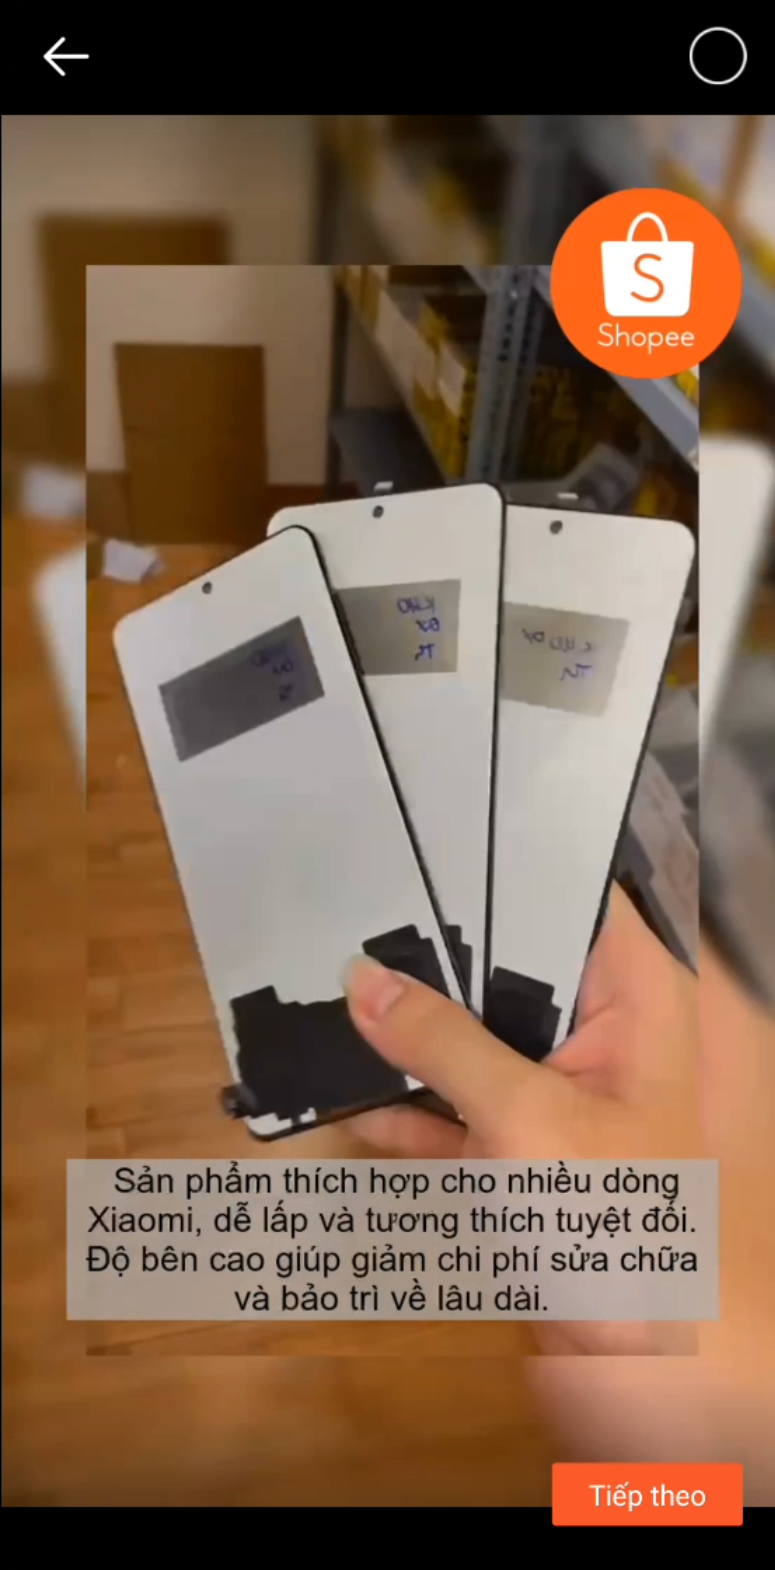 S
Shopee
Sản phẩm thích hợp cho nhiều dòng
Xiaomi, dễ lắp và tương thích tuyệt đối.
Độ bên cao giúp giảm chi phí sửa chữa
và bảo trì về lâu dài.
Tiếp theo